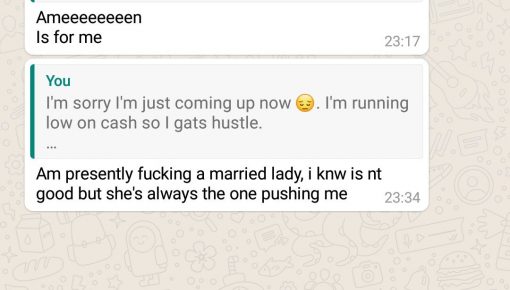 Ameeeeeeeen
Is for me
23:17
You
I'm sorry I'm just coming up now 😔. I'm running
low on cash so I gats hustle.
...
Am presently fucking a married lady, i knw is nt
good but she's always the one pushing me
23:34